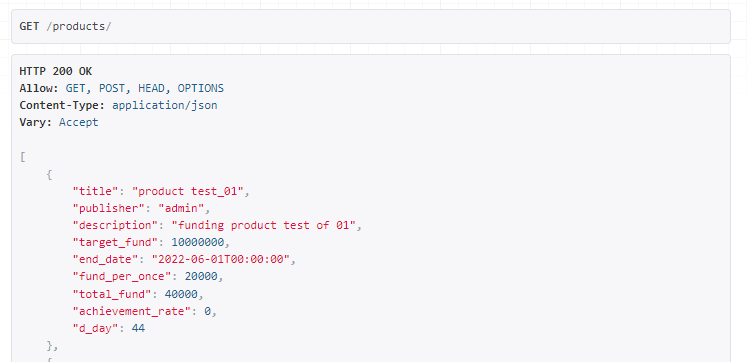 GET /products/
HTTP 200 OK
Allow: GET, POST, HEAD, OPTIONS
Content-Type: application/json
Vary: Accept
[
{
"title": "product test_01",
"publisher": "admin",
"description": "funding product test of 01",
"target_fund": 10000000,
"end_date": "2022-06-01T00:00:00",
"fund_per_once": 20000,
"total_fund": 40000,
"achievement_rate": 0,
"d_day": 44
},
{